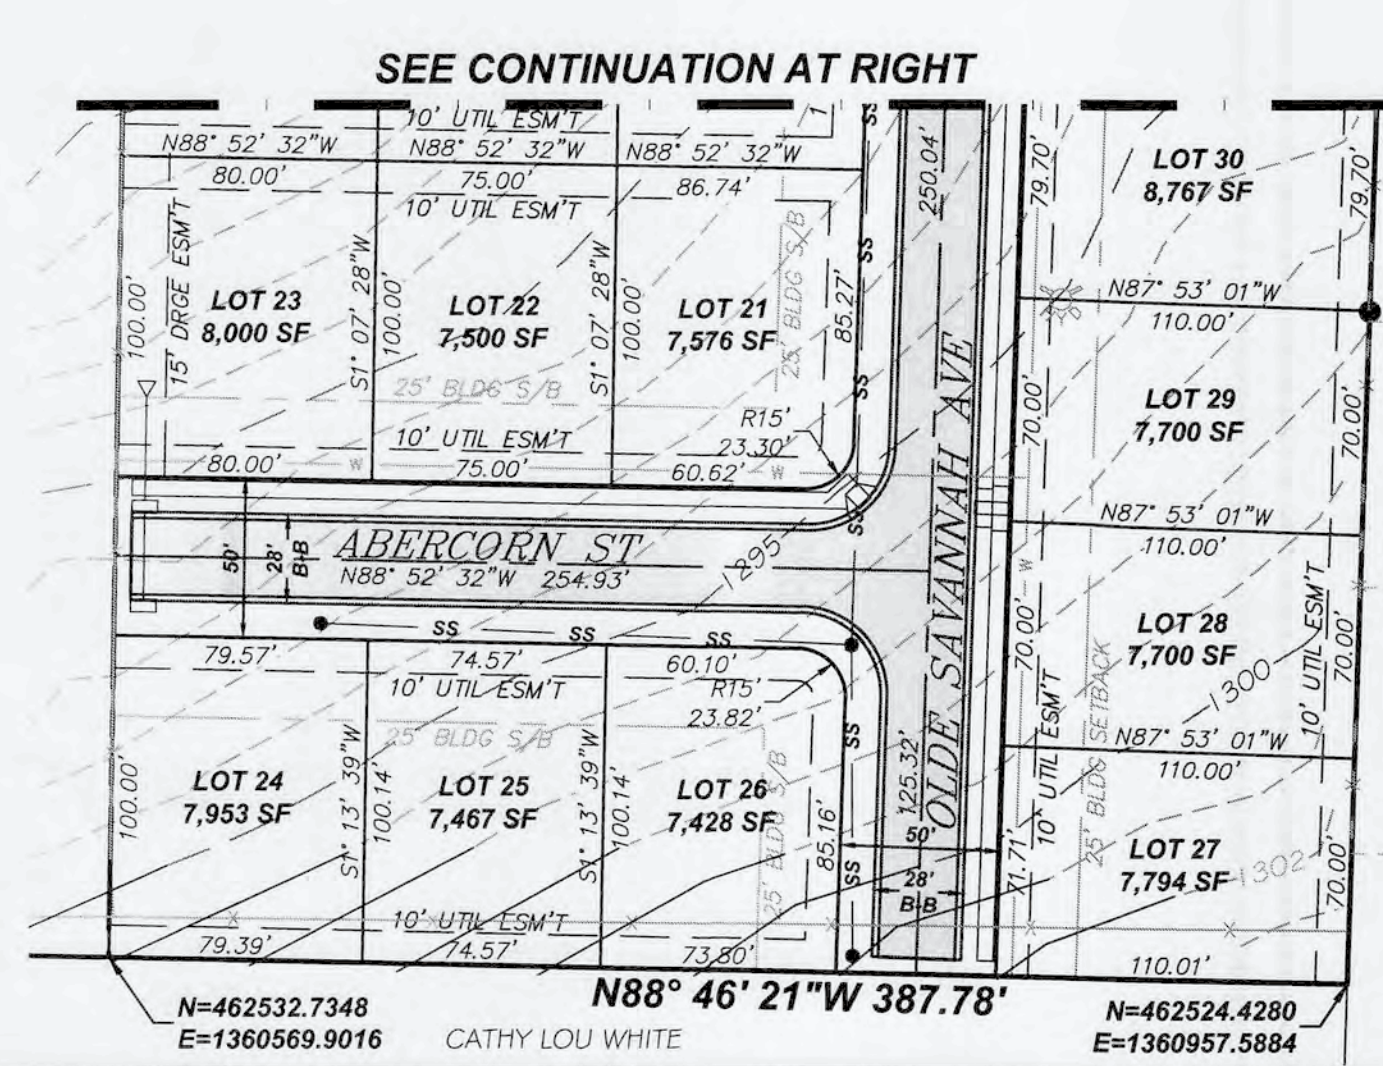 SEE CONTINUATION AT RIGHT
10' UTIL ESM'T
1
SS
N88° 52' 32"W
N88° 52' 32"W
N88° 52' 32"W
80.00'
75.00'
86.74'
10' UTIL ESM'T
250.04'
79.70'
LOT 30
8,767 SF
79.70'
15' DRGE ESM'T
100.00'
LOT 23
8,000 SF
S1° 07' 28"W
100.00'
LOT 22
7,500 SF
S1° 07' 28"W
100.00'
LOT 21
7,576 SF
25' BLDG S/B
85.27'
SS
SS
N87° 53' 01"W
110.00'
25' BLDG S/B
70.00'
LOT 29
7,700 SF
70.00'
R15'
23.30'
10' UTIL ESM'T
80.00'
W
75.00'
60.62'
W
SS
N87° 53' 01"W
110.00'
50'
28'
B-B
ABERCORN ST
N88° 52' 32"W 254.93'
1295
OLDE SAVANNAH AVE
W
SS
SS
SS
79.57'
74.57'
60.10'
10' UTIL ESM'T
R15'
23.82'
70.00'
LOT 28
7,700 SF
10' UTIL ESM'T
70.00'
1300
25' BLDG S/B
SS
10' UTIL ESM'T
25' BLDG SETBACK
N87° 53' 01"W
110.00'
100.00'
LOT 24
7,953 SF
S1° 13' 39"W
100.14'
LOT 25
7,467 SF
S1° 13' 39"W
100.14'
LOT 26
7,428 SF
25' BLDG S/B
85.16'
125.32'
50'
SS
28'
B-B
71.71'
LOT 27
7,794 SF
1302
70.00'
10' UTIL ESM'T
79.39'
74.57'
73.80'
110.01'
N88° 46' 21"W 387.78'
N=462532.7348
E=1360569.9016
CATHY LOU WHITE
N=462524.4280
E=1360957.5884